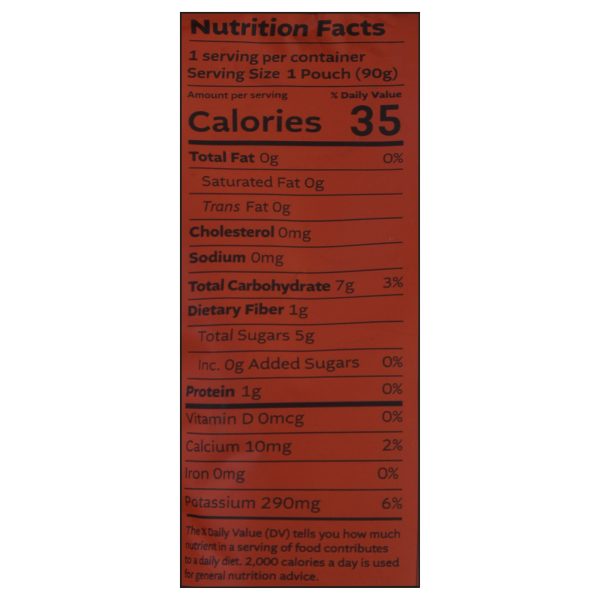 Nutrition Facts
1 serving per container
Serving Size 1 Pouch (90g)
Amount per serving % Daily Value
Calories 35
Total Fat 0g 0%
Saturated Fat 0g
Trans Fat 0g
Cholesterol 0mg
Sodium 0mg
Total Carbohydrate 7g 3%
Dietary Fiber 1g
Total Sugars 5g
Inc. 0g Added Sugars 0%
Protein 1g 0%
Vitamin D 0mcg 0%
Calcium 10mg 2%
Iron 0mg 0%
Potassium 290mg 6%
The % Daily Value (DV) tells you how much
nutrient in a serving of food contributes
to a daily diet. 2,000 calories a day is used
for general nutrition advice.